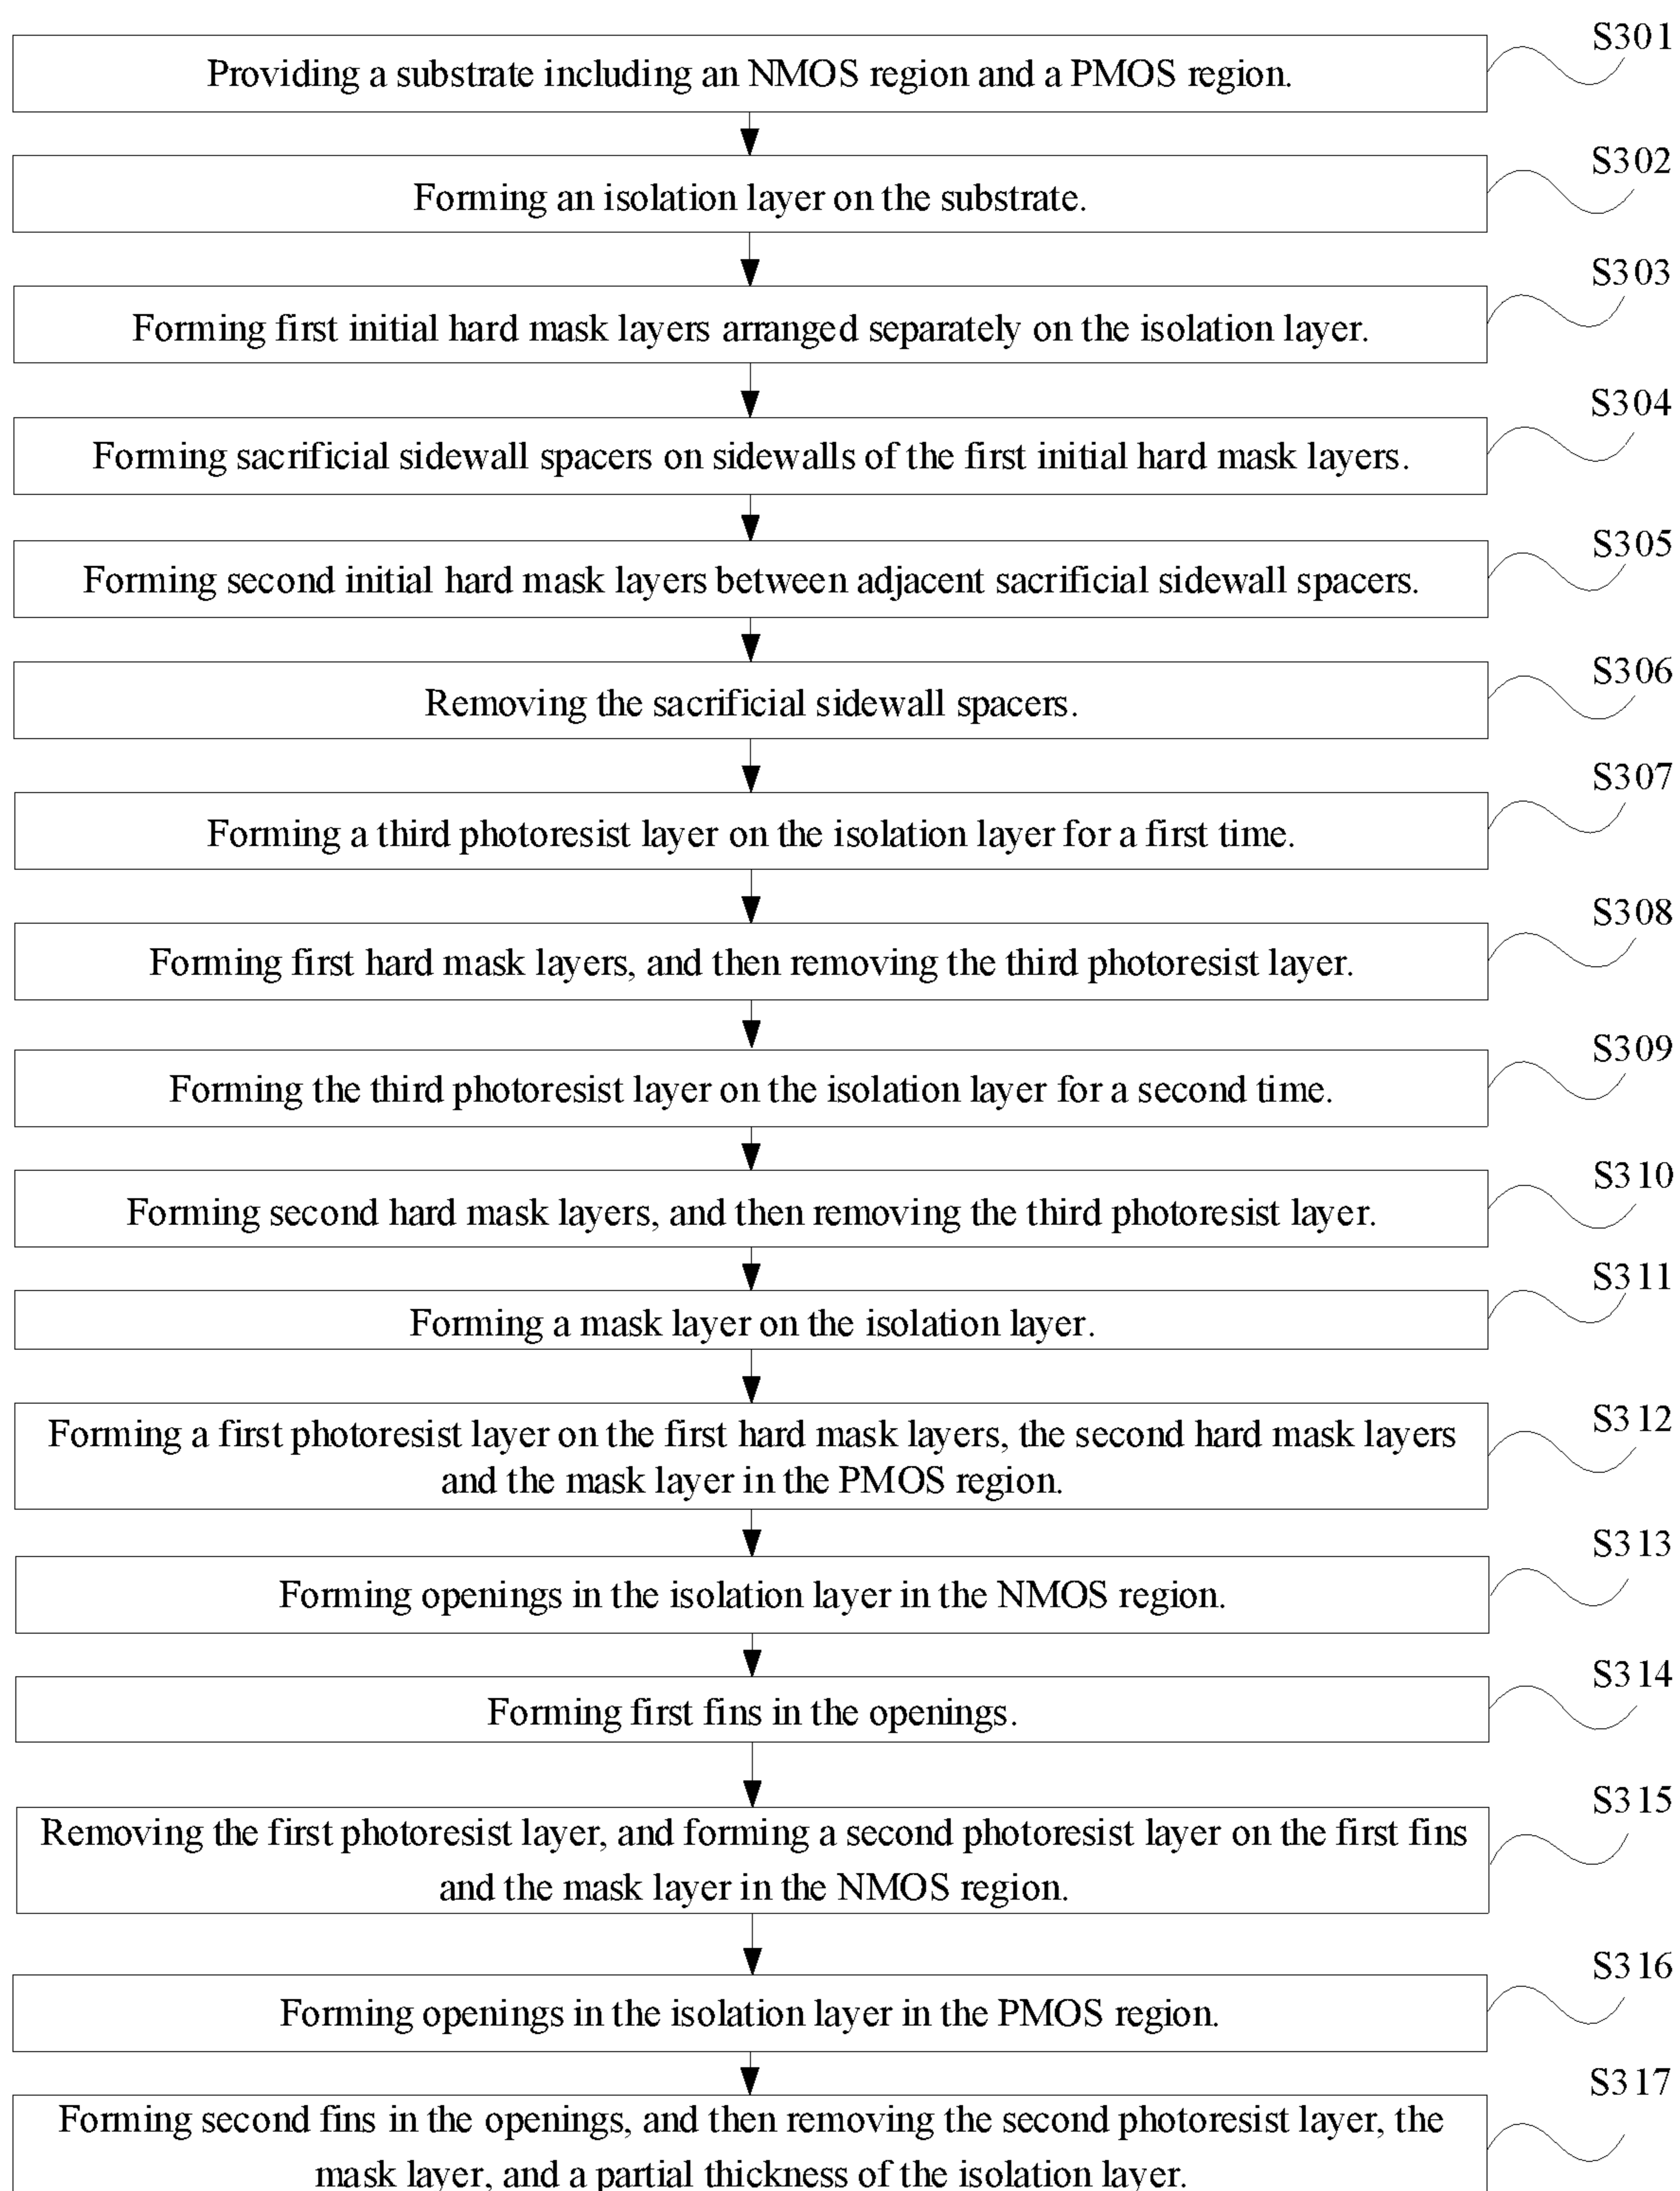 S301
Providing a substrate including an NMOS region and a PMOS region.
S302
Forming an isolation layer on the substrate.
S303
Forming first initial hard mask layers arranged separately on the isolation layer.
S304
Forming sacrificial sidewall spacers on sidewalls of the first initial hard mask layers.
S305
Forming second initial hard mask layers between adjacent sacrificial sidewall spacers.
S306
Removing the sacrificial sidewall spacers.
S307
Forming a third photoresist layer on the isolation layer for a first time.
S308
Forming first hard mask layers, and then removing the third photoresist layer.
S309
Forming the third photoresist layer on the isolation layer for a second time.
S310
Forming second hard mask layers, and then removing the third photoresist layer.
S311
Forming a mask layer on the isolation layer.
S312
Forming a first photoresist layer on the first hard mask layers, the second hard mask layers
and the mask layer in the PMOS region.
S313
Forming openings in the isolation layer in the NMOS region.
S314
Forming first fins in the openings.
S315
Removing the first photoresist layer, and forming a second photoresist layer on the first fins
and the mask layer in the NMOS region.
S316
Forming openings in the isolation layer in the PMOS region.
S317
Forming second fins in the openings, and then removing the second photoresist layer, the
mask layer, and a partial thickness of the isolation layer.